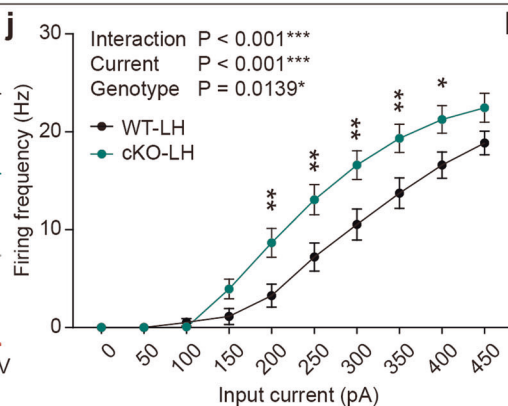 j
30
20
10
0
Firing frequency (Hz)
Interaction P < 0.001***
Current P < 0.001***
Genotype P = 0.0139*
WT-LH
cKO-LH
** ** ** ** *
0 50 100 150 200 250 300 350 400 450
Input current (pA)
V